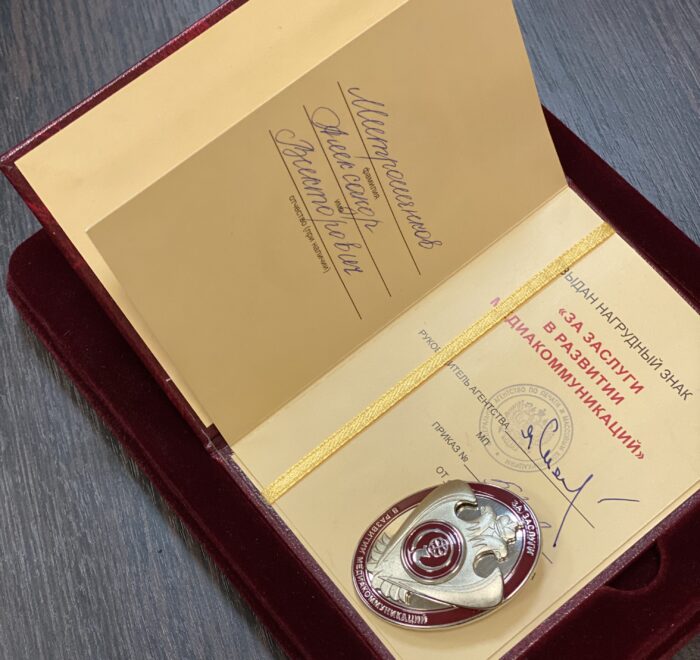 Митрошенков
фамилия
Александр
имя
Викторович
отчество (при наличии)
ВЫДАН НАГРУДНЫЙ ЗНАК
«ЗА ЗАСЛУГИ
В РАЗВИТИИ
МЕДИАКОММУНИКАЦИЙ»
РУКОВОДИТЕЛЬ АГЕНТСТВА
МП
ПРИКАЗ №
ОТ
ЗА ЗАСЛУГИ
В РАЗВИТИИ МЕДИАКОММУНИКАЦИЙ